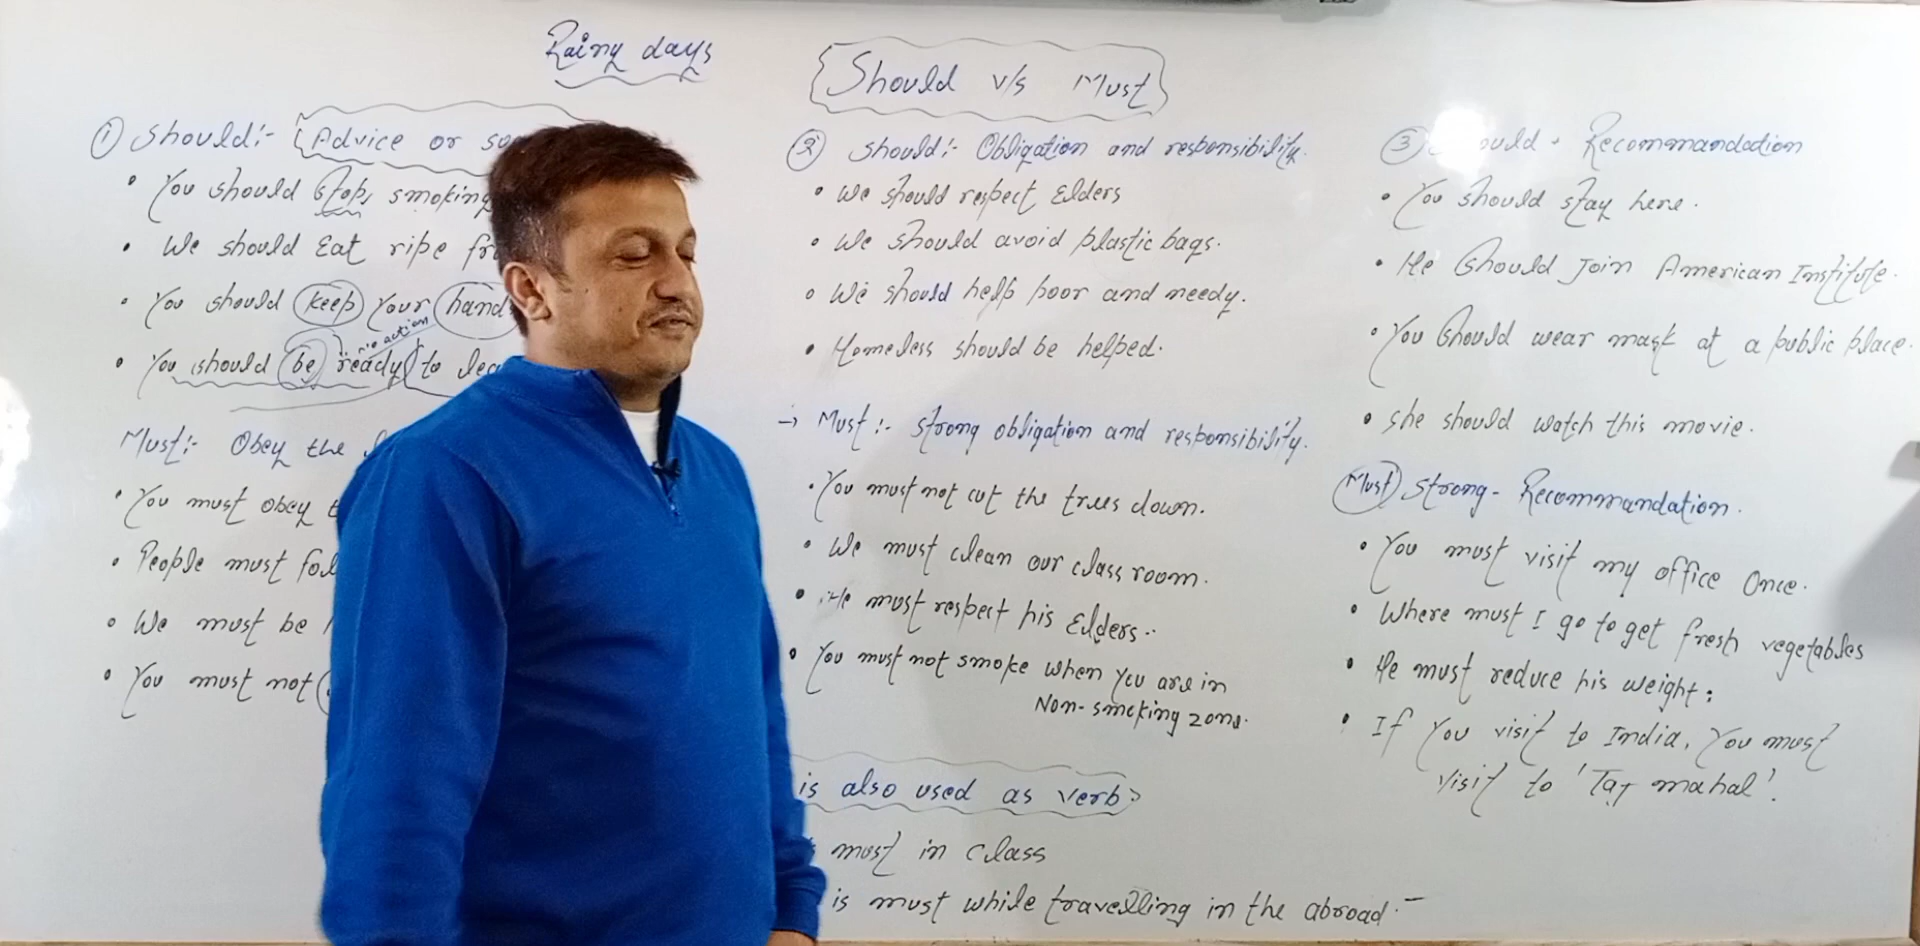 Rainy days
Should v/s Must
① Should:- Advice or
You should stop, smoking
We should Eat ripe
You should keep your hand
no action
You should be ready to
Must:- Obey the
You must obey
People must
We must be
You must not
② Should:- Obligation and responsibility.
We should respect Elders
We should avoid plastic bags.
We should help poor and needy.
Homeless should be helped.
→ Must:- Strong obligation and responsibility.
You must not cut the trees down.
We must clean our class room.
He must respect his Elders..
You must not smoke when you are in
Non-smoking zone.
is also used as verb
must in class
is must while travelling in the abroad.-
③ Should - Recommandation
You should stay here.
He should Join American Institute.
You should wear mask at a public place.
She should watch this movie.
Must Strong- Recommandation.
You must visit my office Once.
Where must I go to get fresh vegetables
He must reduce his weight:
If you visit to India, you must
visit to 'Taj mahal'.